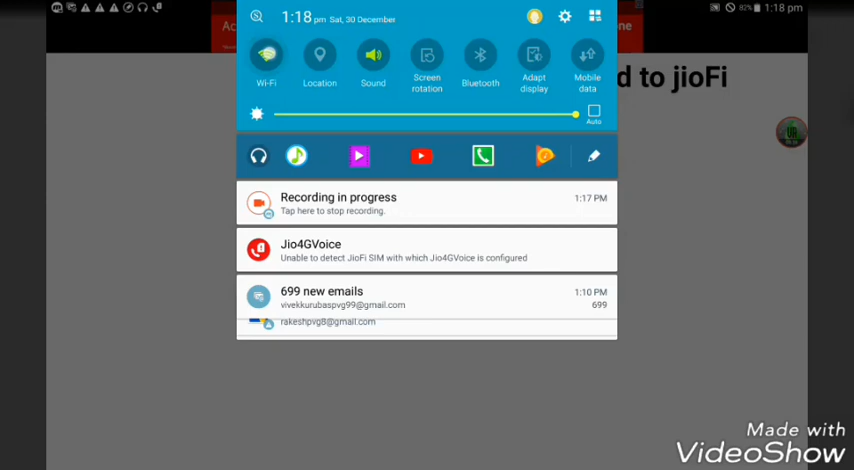 82% 1:18 pm
1:18 pm Sat, 30 December
Wi-Fi
Location
Sound
Screen rotation
Bluetooth
Adapt display
Mobile data
Auto
d to jioFi
Recording in progress
1:17 PM
Tap here to stop recording.
Jio4GVoice
Unable to detect JioFi SIM with which Jio4GVoice is configured
699 new emails
1:10 PM
vivekkurubaspvg99@gmail.com
699
rakeshpvg8@gmail.com
Made with
VideoShow